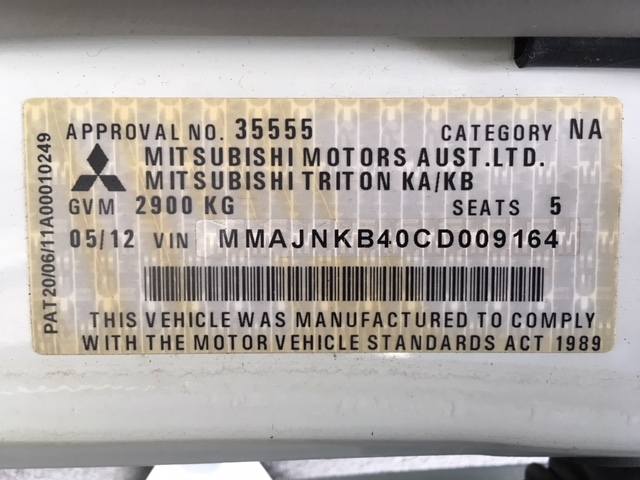 APPROVAL NO. 35555 CATEGORY NA
MITSUBISHI MOTORS AUST.LTD.
MITSUBISHI TRITON KA/KB
GVM 2900 KG SEATS 5
05/12 VIN MMAJNKB40CD009164
THIS VEHICLE WAS MANUFACTURED TO COMPLY
WITH THE MOTOR VEHICLE STANDARDS ACT 1989
PAT20/06/11A00010249